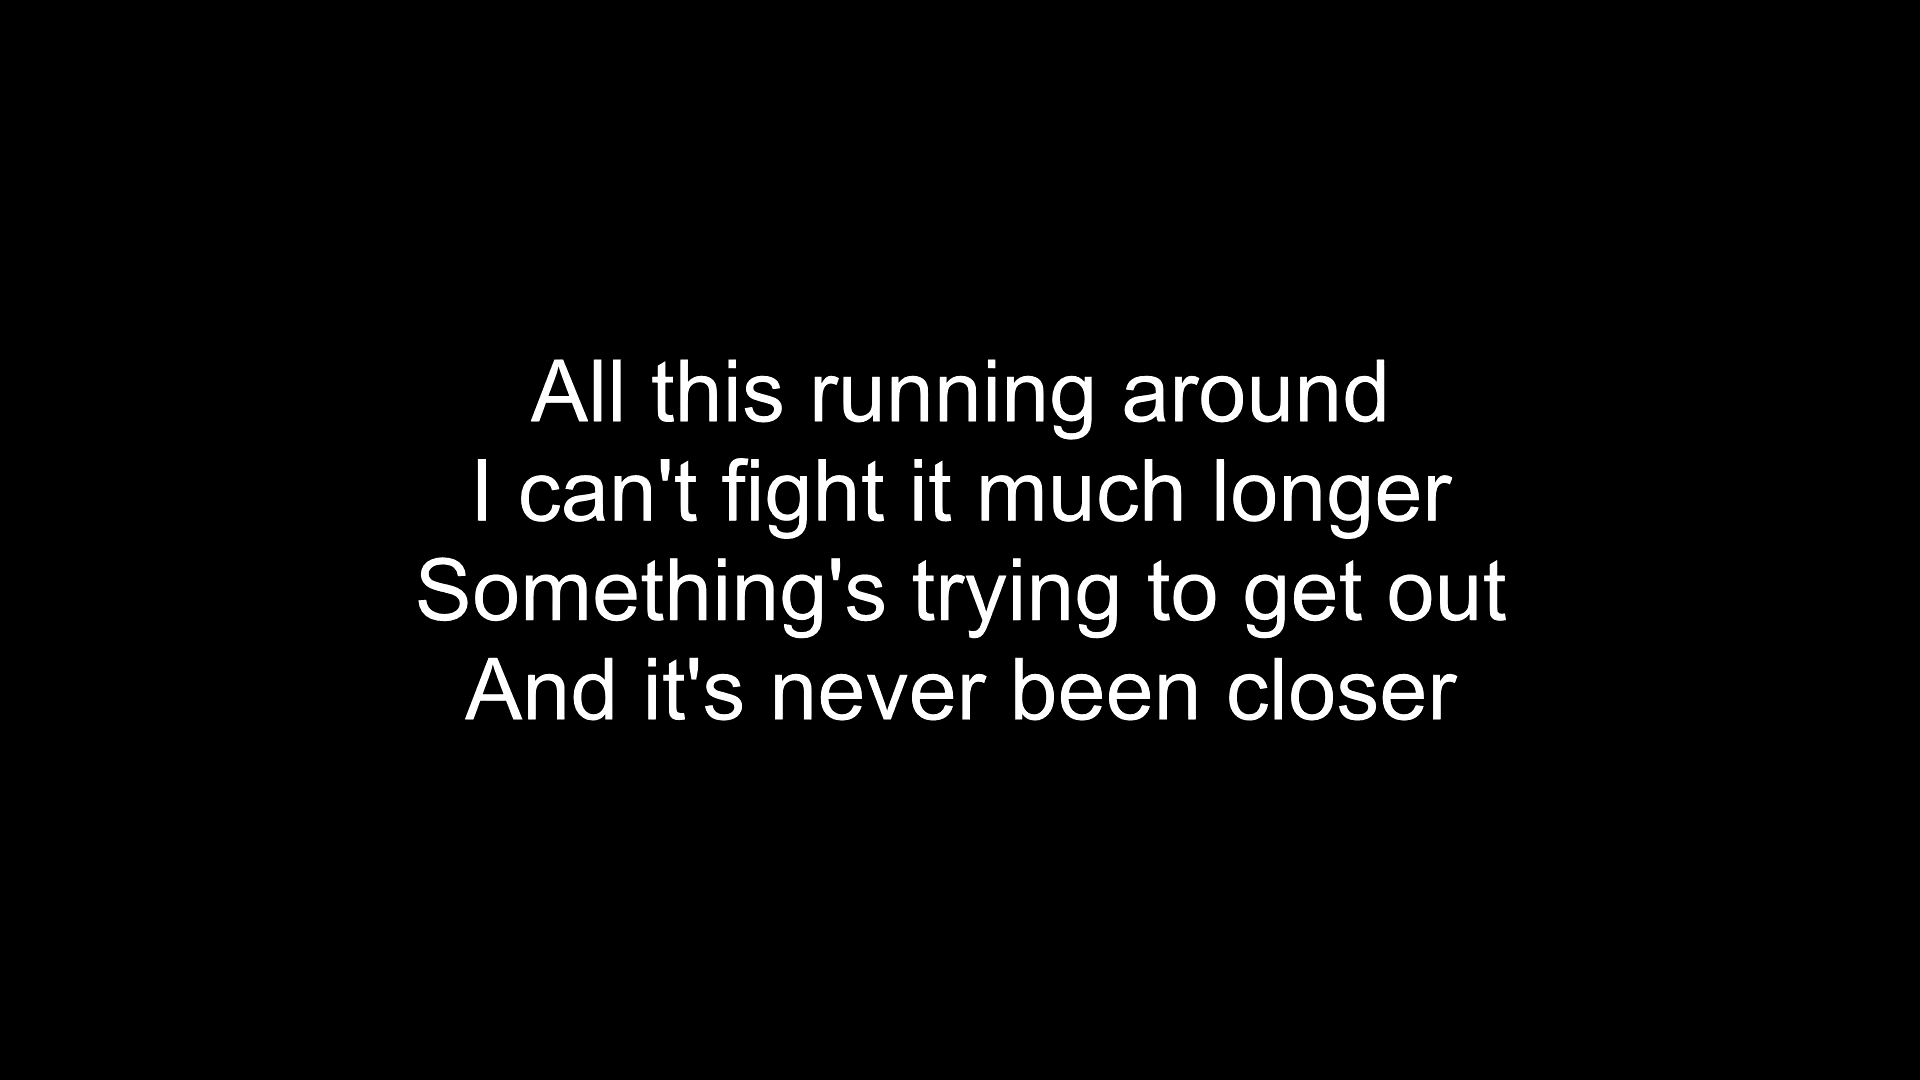 All this running around
I can't fight it much longer
Something's trying to get out
And it's never been closer